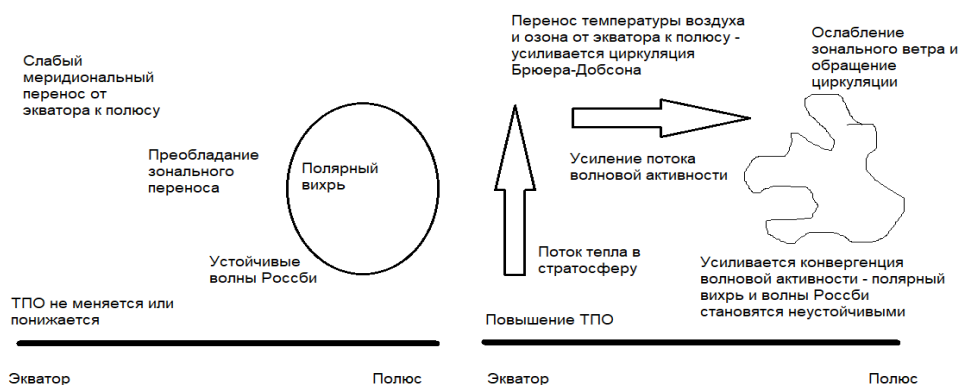 Слабый
меридиональный
перенос от
экватора к полюсу
Преобладание
зонального
переноса
Полярный
вихрь
Устойчивые
волны Россби
ТПО не меняется или
понижается
Экватор
Полюс
Перенос температуры воздуха
и озона от экватора к полюсу -
усиливается циркуляция
Брюера-Добсона
Ослабление
зонального ветра и
обращение
циркуляции
Усиление потока
волновой активности
Поток тепла в
стратосферу
Усиливается конвергенция
волновой активности - полярный
вихрь и волны Россби
становятся неустойчивыми
Повышение ТПО
Экватор
Полюс